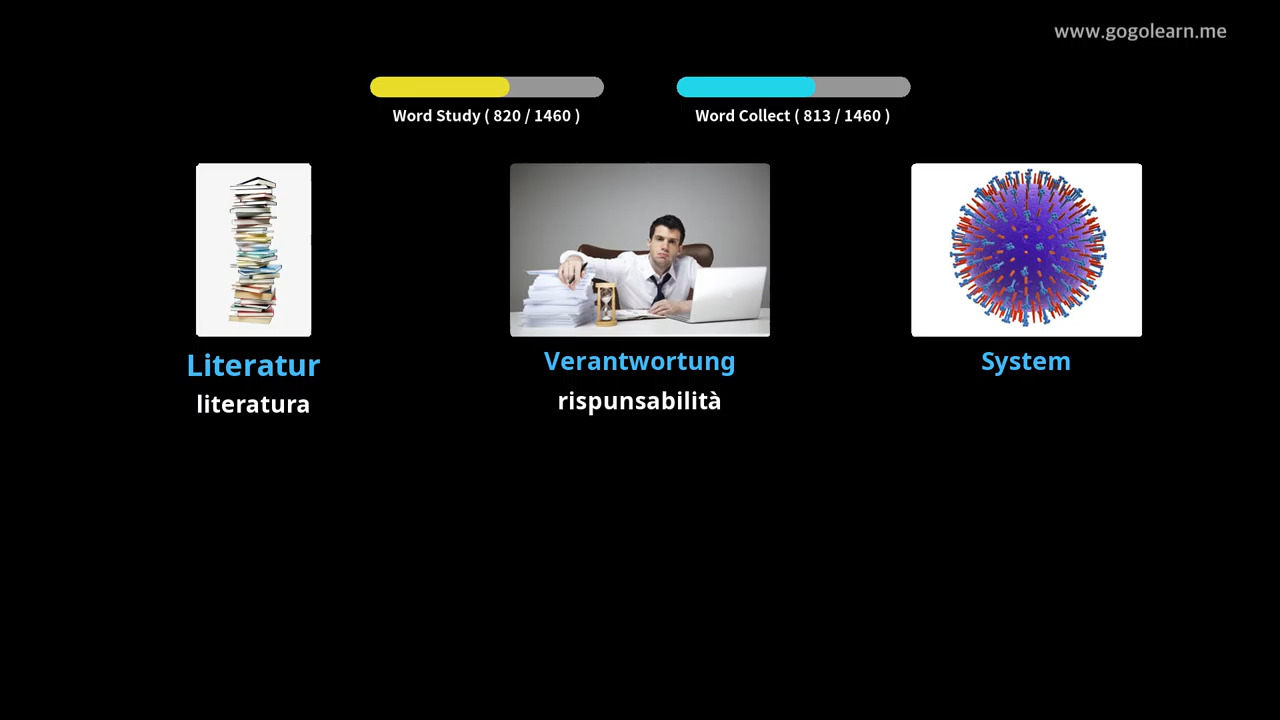 www.gogolearn.me
Word Study ( 820 / 1460 )
Word Collect ( 813 / 1460 )
Literatur
literatura
Verantwortung
rispunsabilità
System